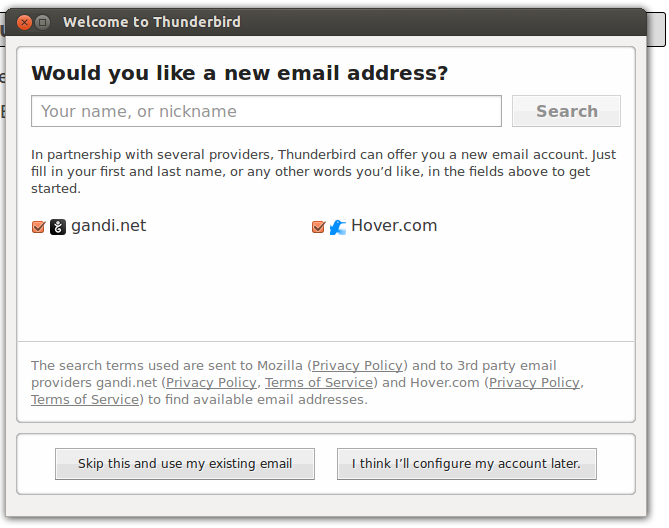 Welcome to Thunderbird
Would you like a new email address?
Your name, or nickname
Search
In partnership with several providers, Thunderbird can offer you a new email account. Just
fill in your first and last name, or any other words you’d like, in the fields above to get
started.
gandi.net
Hover.com
The search terms used are sent to Mozilla (Privacy Policy) and to 3rd party email
providers gandi.net (Privacy Policy, Terms of Service) and Hover.com (Privacy Policy,
Terms of Service) to find available email addresses.
Skip this and use my existing email
I think I’ll configure my account later.